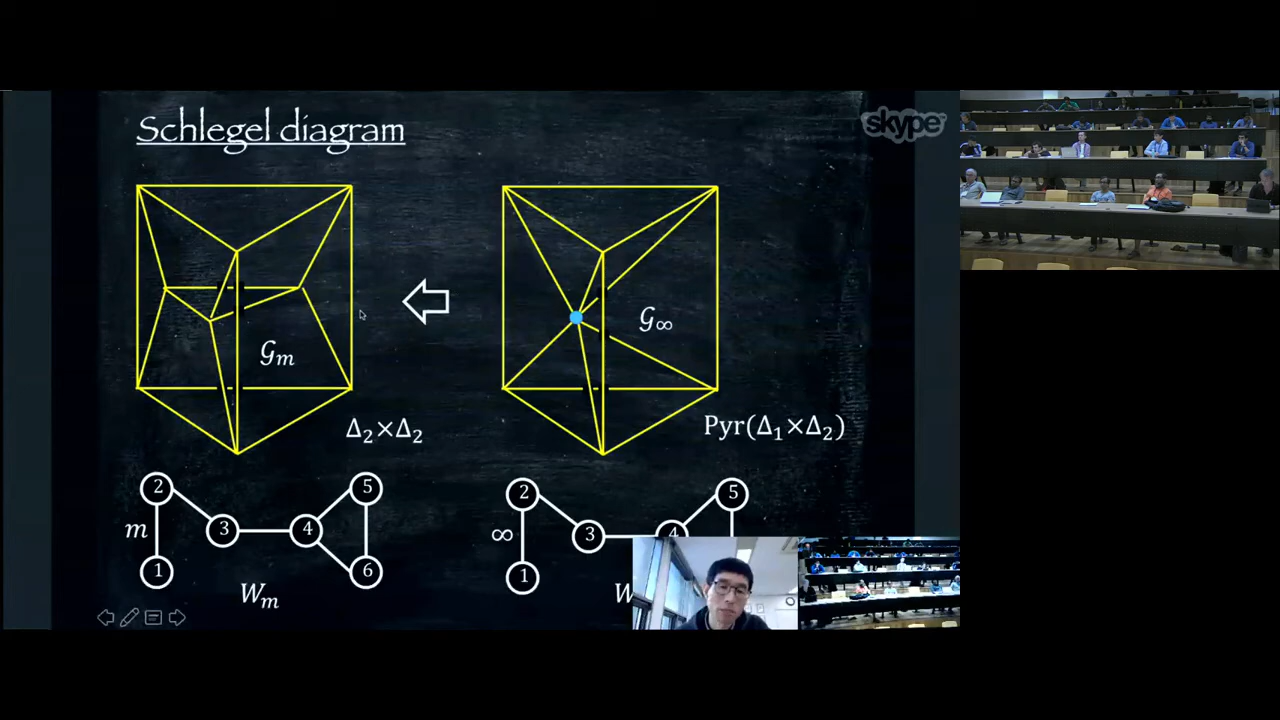 Schlegel diagram
skype
𝒢m
𝒢∞
Δ2×Δ2
Pyr(Δ1×Δ2)
2
5
m
3
4
1
6
Wm
2
5
∞
3
4
1
W